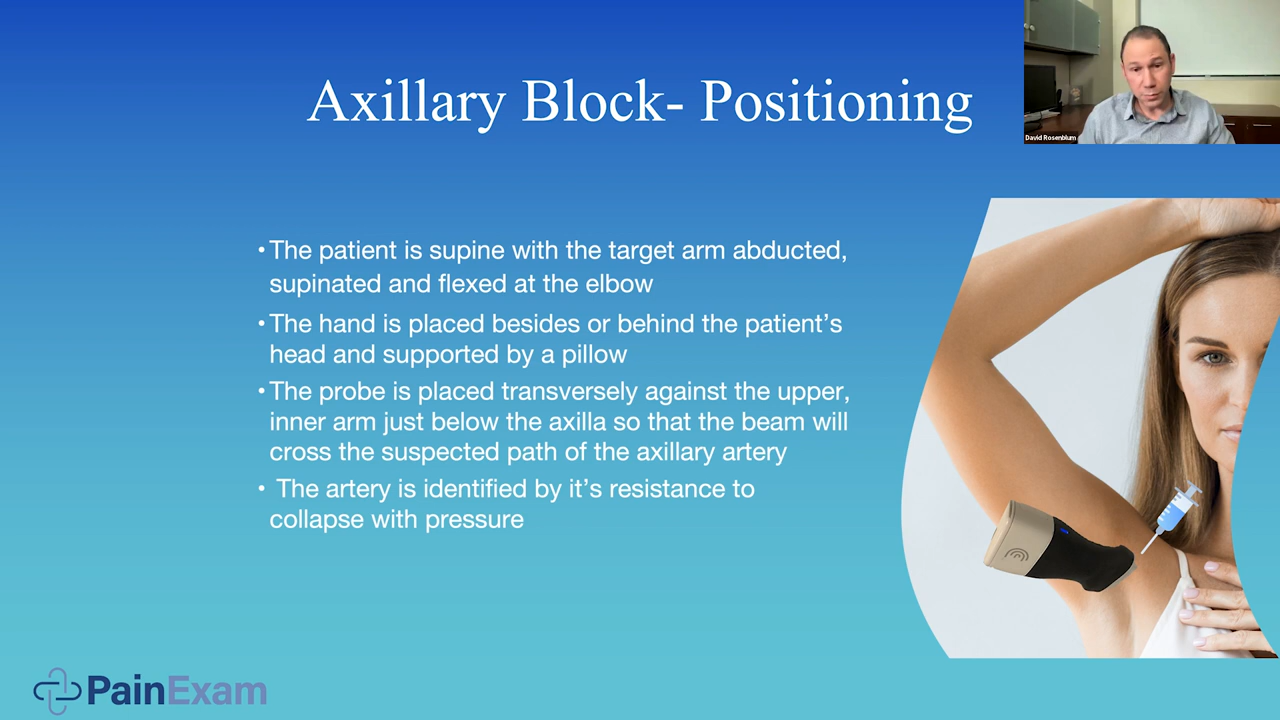 Axillary Block- Positioning
David Rosenblum
• The patient is supine with the target arm abducted,
supinated and flexed at the elbow
• The hand is placed besides or behind the patient's
head and supported by a pillow
• The probe is placed transversely against the upper,
inner arm just below the axilla so that the beam will
cross the suspected path of the axillary artery
• The artery is identified by it's resistance to
collapse with pressure
PainExam